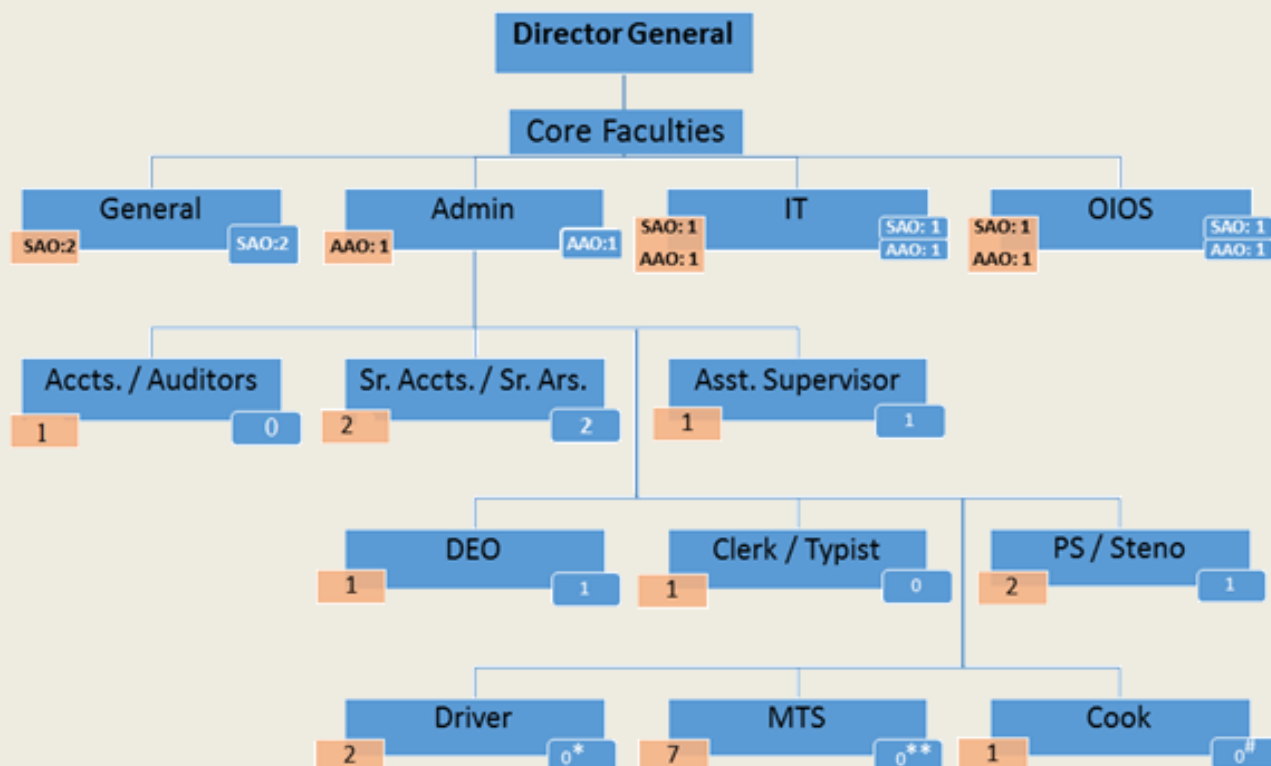 Director General
Core Faculties
General
SAO:2
SAO:2
Admin
AAO: 1
AAO:1
IT
SAO: 1
AAO: 1
SAO: 1
AAO: 1
OIOS
SAO: 1
AAO: 1
SAO: 1
AAO: 1
Accts. / Auditors
1
0
Sr. Accts. / Sr. Ars.
2
2
Asst. Supervisor
1
1
DEO
1
1
Clerk / Typist
1
0
PS / Steno
2
1
Driver
2
0*
MTS
7
0**
Cook
1
0#